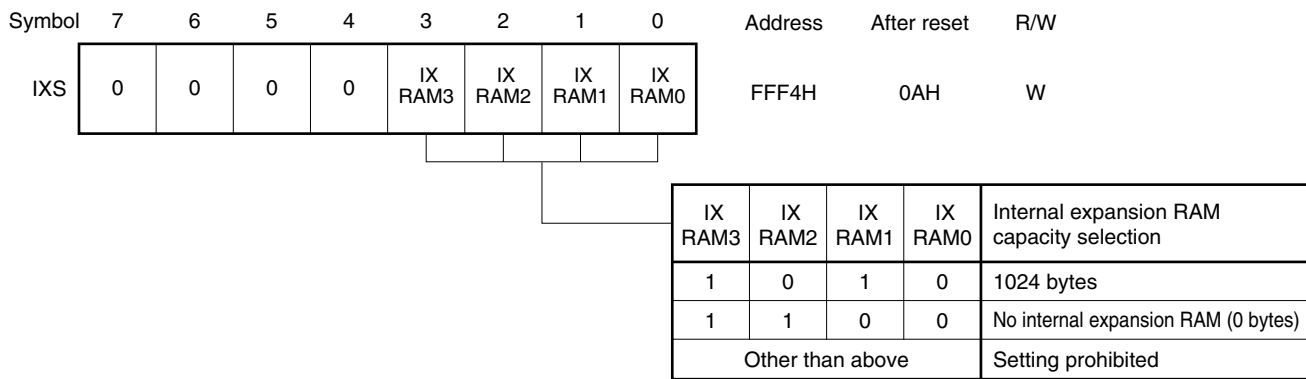 Symbol 7 6 5 4 3 2 1 0 Address After reset R/W
IXS 0 0 0 0 IX RAM3 IX RAM2 IX RAM1 IX RAM0 FFF4H 0AH W
IX RAM3 IX RAM2 IX RAM1 IX RAM0 Internal expansion RAM capacity selection
1 0 1 0 1024 bytes
1 1 0 0 No internal expansion RAM (0 bytes)
Other than above Setting prohibited